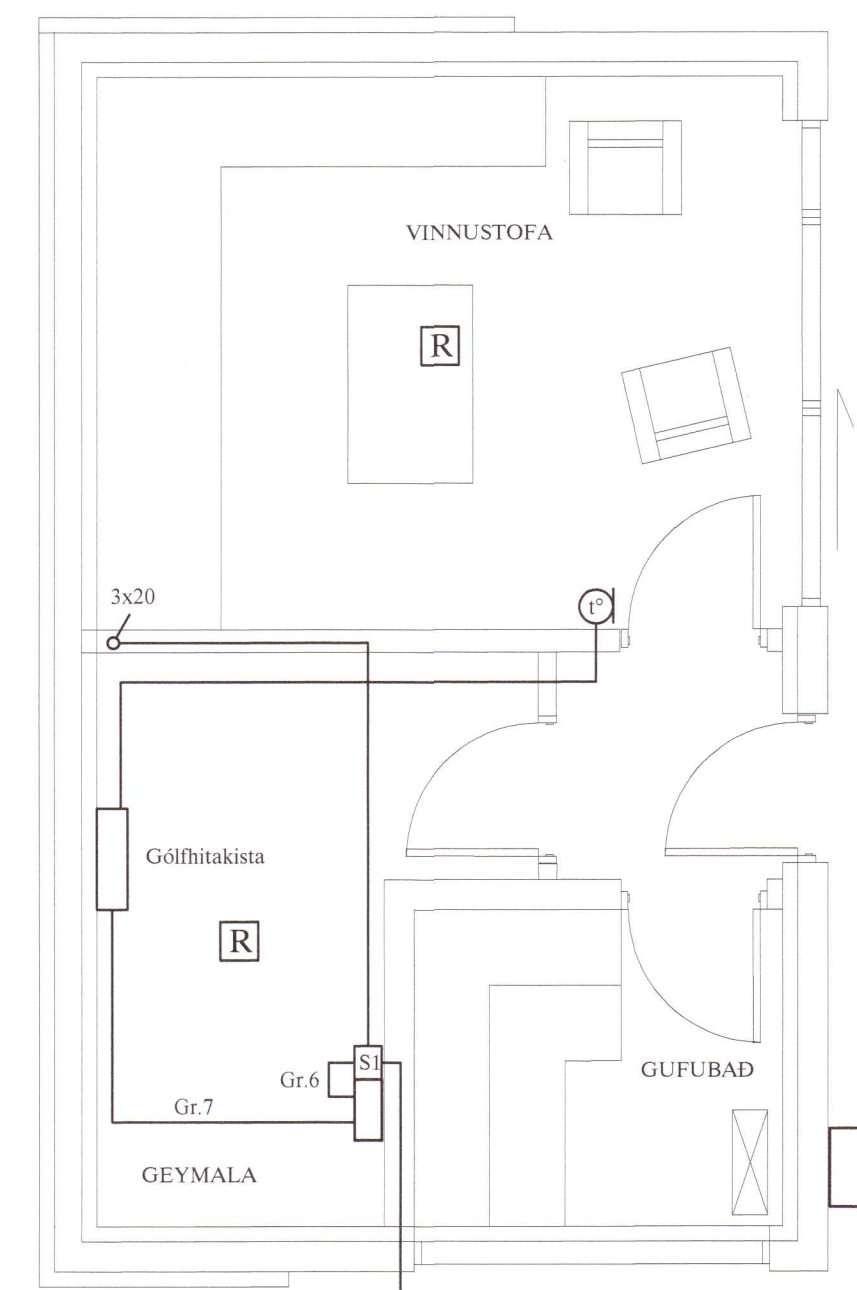 VINNUSTOFA
R
3x20
t°
Gólfhitakista
R
S1
Gr.6
GUFUBAÐ
Gr.7
GEYMALA